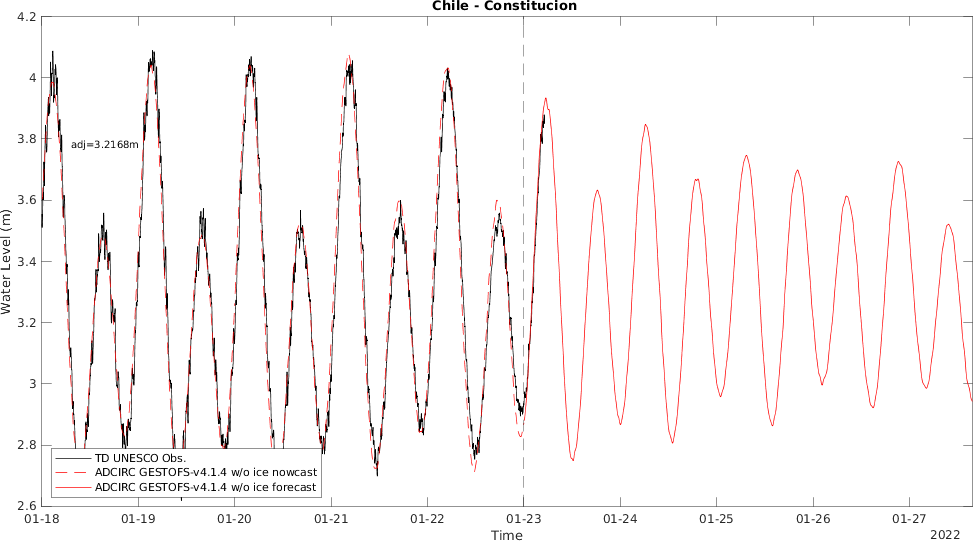 Chile - Constitucion
4.2
4
3.8
3.6
3.4
3.2
3
2.8
2.6
Water Level (m)
adj=3.2168m
TD UNESCO Obs.
ADCIRC GESTOFS-v4.1.4 w/o ice nowcast
ADCIRC GESTOFS-v4.1.4 w/o ice forecast
01-18
01-19
01-20
01-21
01-22
01-23
01-24
01-25
01-26
01-27
Time
2022